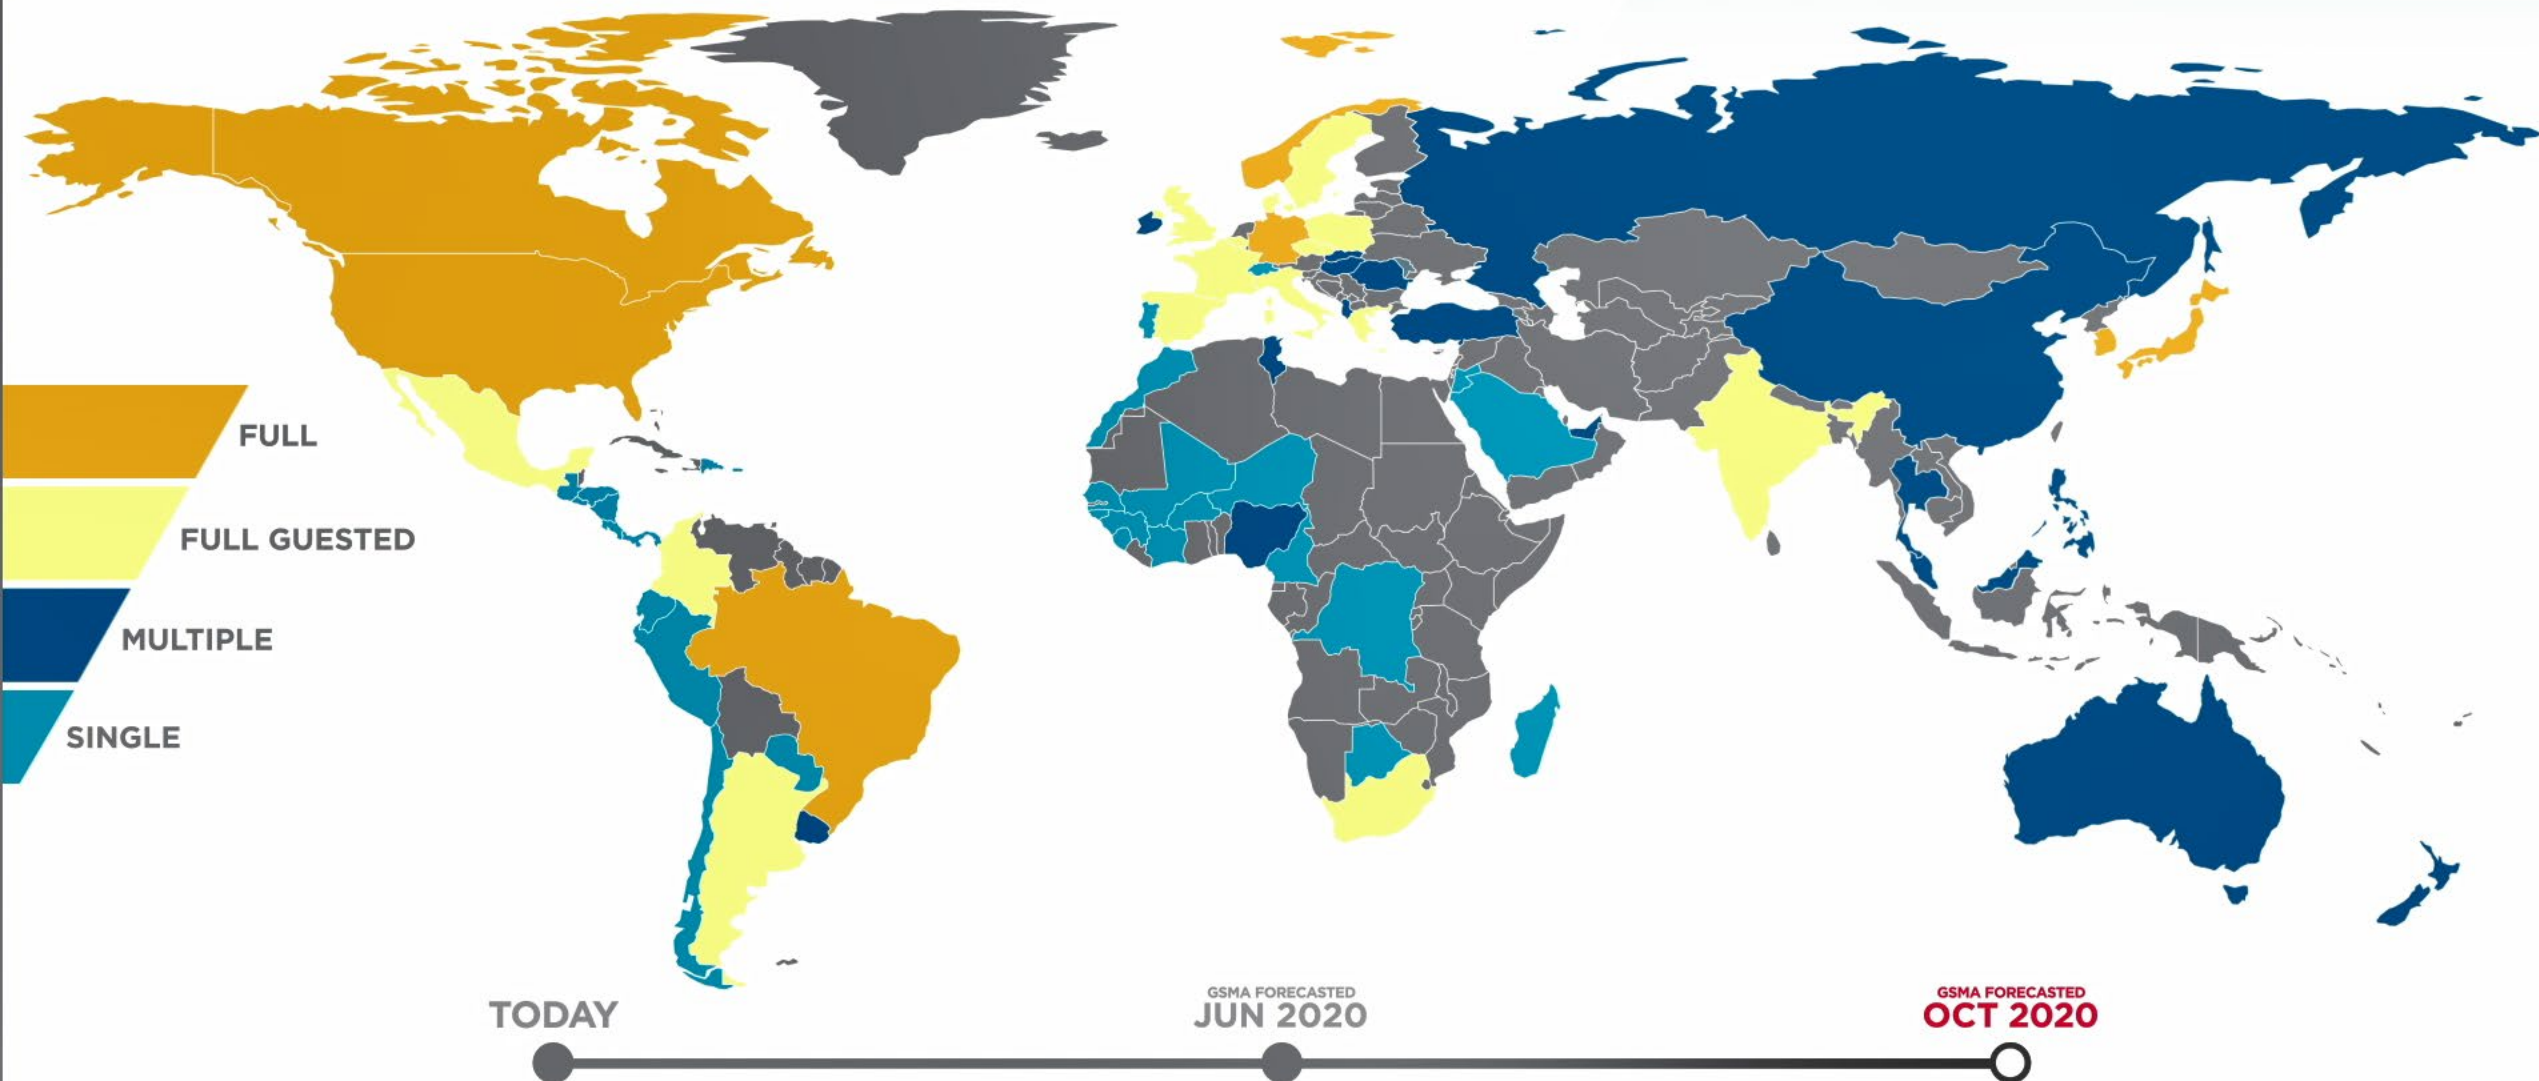 FULL
FULL GUESTED
MULTIPLE
SINGLE
TODAY
GSMA FORECASTED
JUN 2020
GSMA FORECASTED
OCT 2020